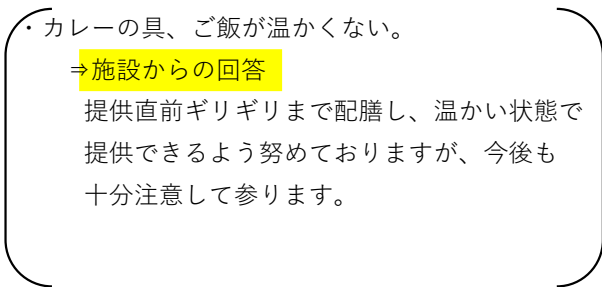 ・カレーの具、ご飯が温かくない。
⇒施設からの回答
提供直前ギリギリまで配膳し、温かい状態で
提供できるよう努めておりますが、今後も
十分注意して参ります。